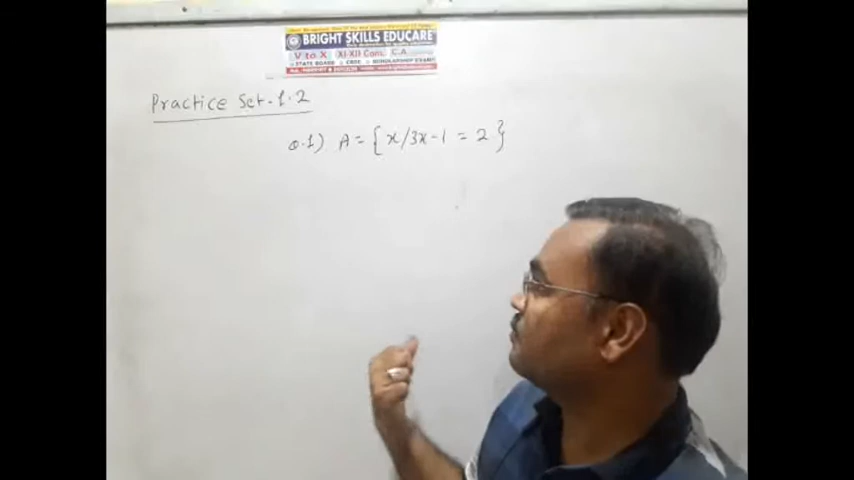 BRIGHT SKILLS EDUCARE
V to X XI-XII Com. C.A
STATE BOARD CBSE SCHOLARSHIP EXAMS
Practice Set-1.2
Q.1) A = {x/3x-1 = 2}